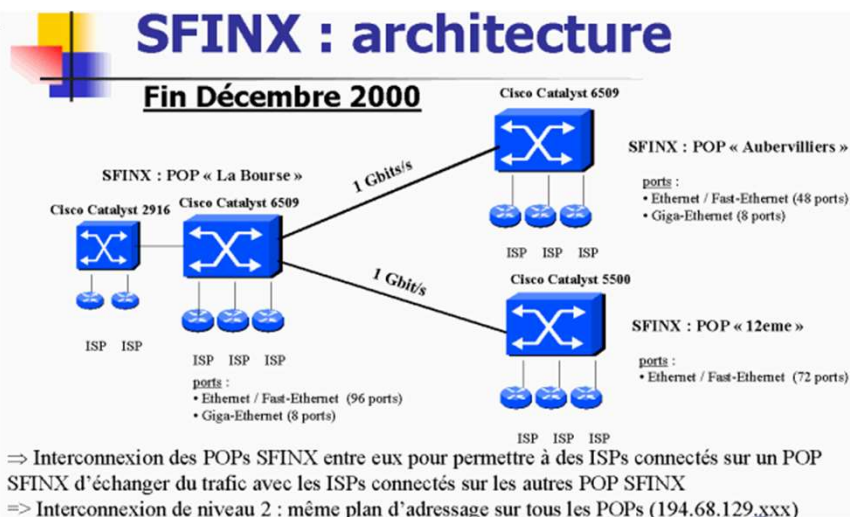 SFINX : architecture
Fin Décembre 2000
Cisco Catalyst 6509
SFINX : POP « Aubervilliers »
ports :
• Ethernet / Fast-Ethernet (48 ports)
• Giga-Ethernet (8 ports)
ISP ISP ISP
1 Gbits/s
SFINX : POP « La Bourse »
Cisco Catalyst 2916 Cisco Catalyst 6509
ISP ISP
ISP ISP ISP
ports :
• Ethernet / Fast-Ethernet (96 ports)
• Giga-Ethernet (8 ports)
1 Gbit/s
Cisco Catalyst 5500
SFINX : POP « 12eme »
ports :
• Ethernet / Fast-Ethernet (72 ports)
ISP ISP ISP
⇒ Interconnexion des POPs SFINX entre eux pour permettre à des ISPs connectés sur un POP
SFINX d’échanger du trafic avec les ISPs connectés sur les autres POP SFINX
=> Interconnexion de niveau 2 : même plan d’adressage sur tous les POPs (194.68.129.xxx)